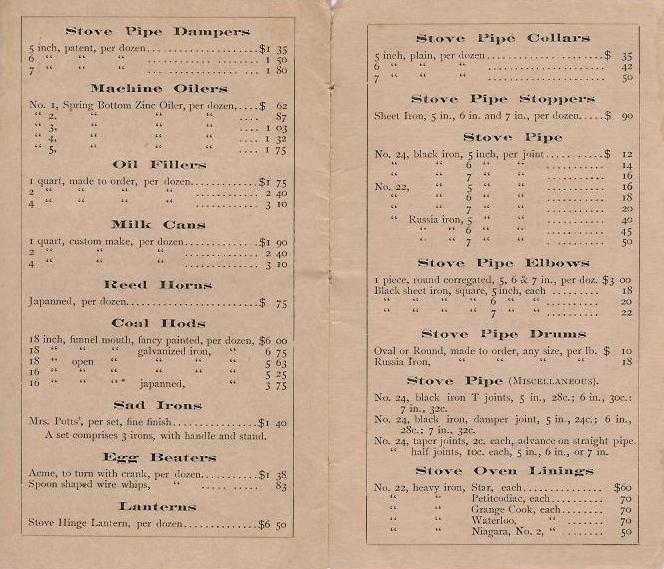 Stove Pipe Dampers
5 inch, patent, per dozen....................$1 35
6 “ “ “ .................... 1 50
7 “ “ “ .................... 1 80
Machine Oilers
No. 1, Spring Bottom Zinc Oiler, per dozen,....$ 62
“ 2, “ “ “ .... 87
“ 3, “ “ “ .... 1 03
“ 4, “ “ “ .... 1 32
“ 5, “ “ “ .... 1 75
Oil Fillers
1 quart, made to order, per dozen............$1 75
2 “ “ “ “ ............ 2 40
4 “ “ “ “ ............ 3 10
Milk Cans
1 quart, custom make, per dozen..............$1 90
2 “ “ “ .............. 2 40
4 “ “ “ .............. 3 10
Reed Horns
Japanned, per dozen.........................$ 75
Coal Hods
18 inch, funnel mouth, fancy painted, per dozen, $6 00
18 “ “ “ galvanized iron, “ 6 75
18 “ open “ “ “ “ 5 63
16 “ “ “ “ “ “ 5 25
16 “ “ “ “ japanned, “ 3 75
Sad Irons
Mrs. Potts', per set, fine finish................$1 40
A set comprises 3 irons, with handle and stand.
Egg Beaters
Acme, to turn with crank, per dozen..........$1 38
Spoon shaped wire whips, “ ..... ...... 83
Lanterns
Stove Hinge Lantern, per dozen...............$6 50
Stove Pipe Collars
5 inch, plain, per dozen......................$ 35
6 “ “ “ ...................... 42
7 “ “ “ ...................... 50
Stove Pipe Stoppers
Sheet Iron, 5 in., 6 in. and 7 in., per dozen.....$ 90
Stove Pipe
No. 24, black iron, 5 inch, per joint...........$ 12
“ “ 6 “ “ ........... 14
“ “ 7 “ “ ........... 16
No. 22, “ 5 “ “ ........... 16
“ “ 6 “ “ ........... 18
“ “ 7 “ “ ........... 20
“ Russia iron, 5 “ “ ........... 40
“ “ 6 “ “ ........... 45
“ “ 7 “ “ ........... 50
Stove Pipe Elbows
1 piece, round corregated, 5, 6 & 7 in., per doz. $3 00
Black sheet iron, square, 5 inch, each ......... 18
“ “ “ “ 6 “ “ ......... 20
“ “ “ “ 7 “ “ ......... 22
Stove Pipe Drums
Oval or Round, made to order, any size, per lb. $ 10
Russia Iron, “ “ “ “ “ 18
Stove Pipe (MISCELLANEOUS).
No. 24, black iron T joints, 5 in., 28c.; 6 in., 30c.:
7 in., 32c.
No. 24, black iron, damper joint, 5 in., 24c.; 6 in.,
28c.; 7 in., 32c.
No. 24, taper joints, 2c. each, advance on straight pipe.
“ half joints, 10c. each, 5 in., 6 in., or 7 in.
Stove Oven Linings
No. 22, heavy iron, Star, each...................$60
“ “ Petitcodiac, each........... 70
“ “ Grange Cook, each....... 70
“ “ Waterloo, “ ....... 70
“ “ Niagara, No. 2, “ ....... 50